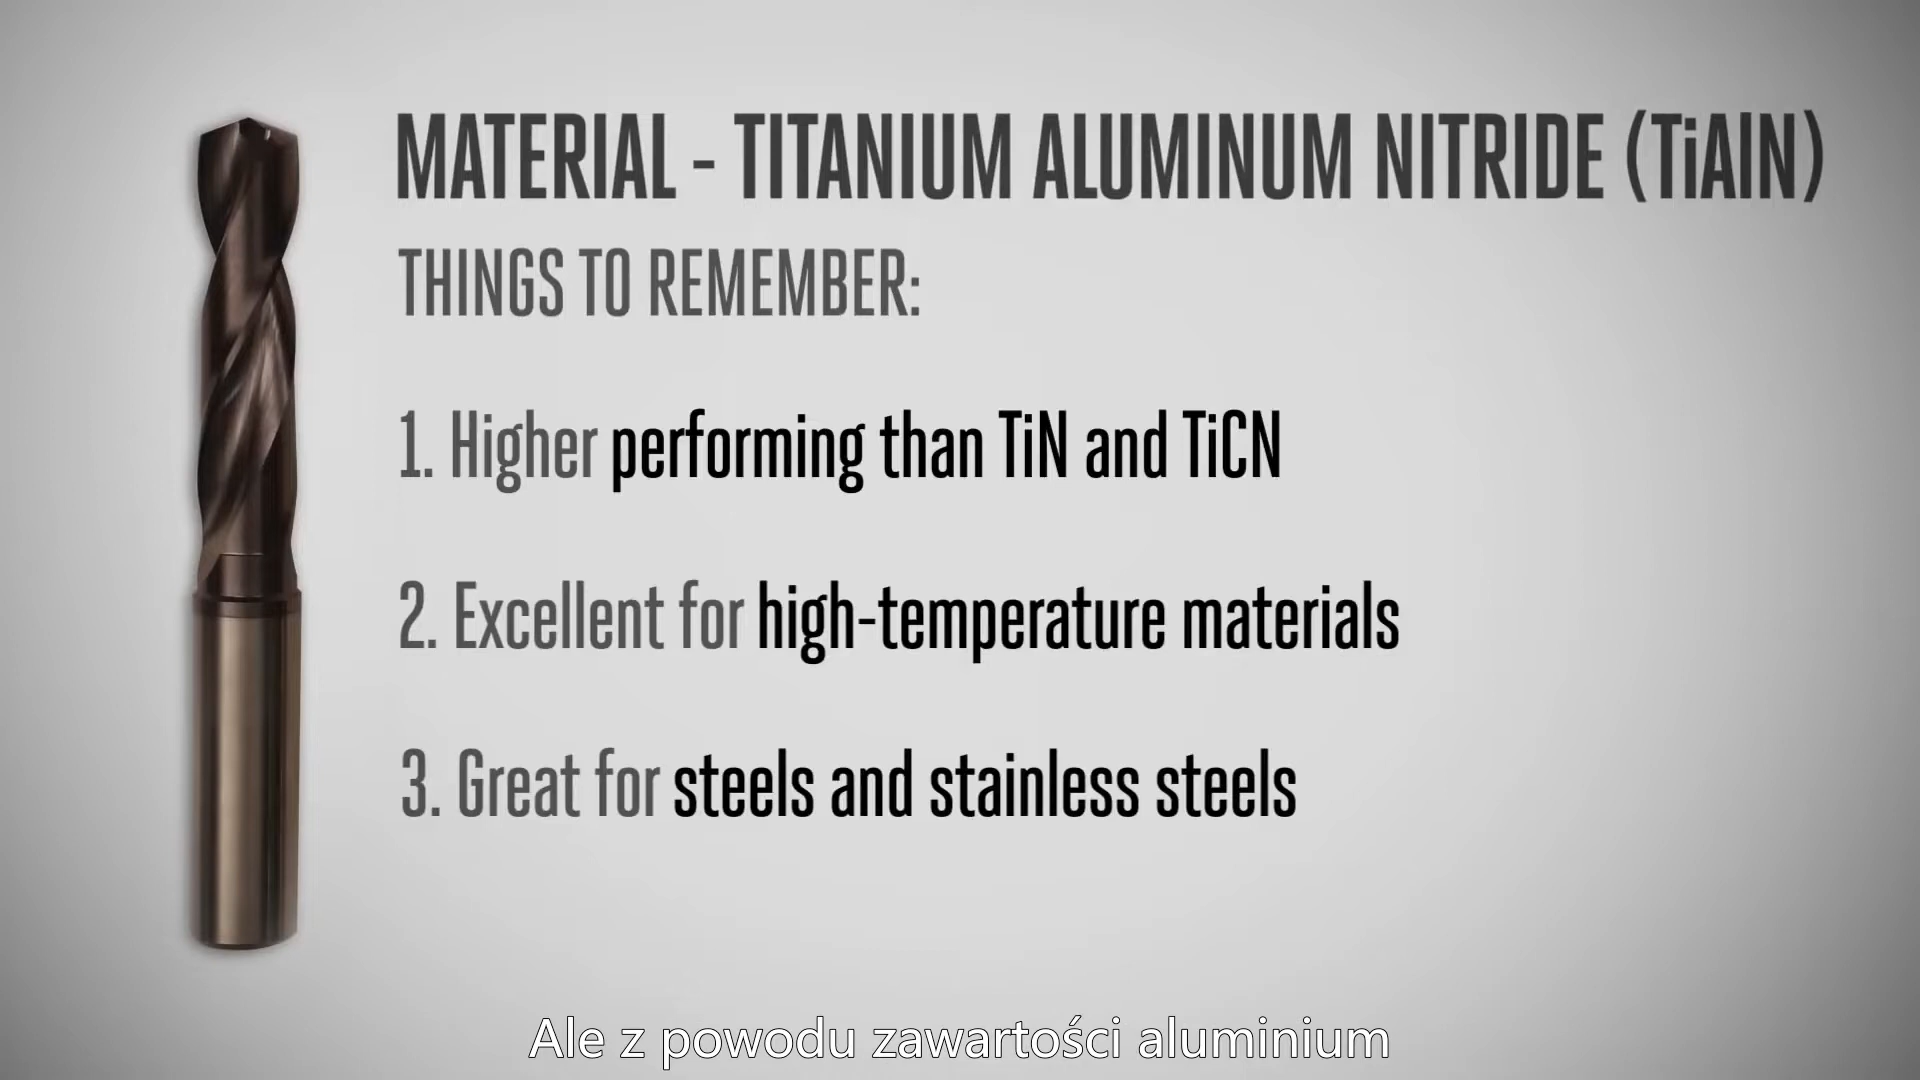 MATERIAL - TITANIUM ALUMINUM NITRIDE (TiAlN)
THINGS TO REMEMBER:
1. Higher performing than TiN and TiCN
2. Excellent for high-temperature materials
3. Great for steels and stainless steels
Ale z powodu zawartości aluminium